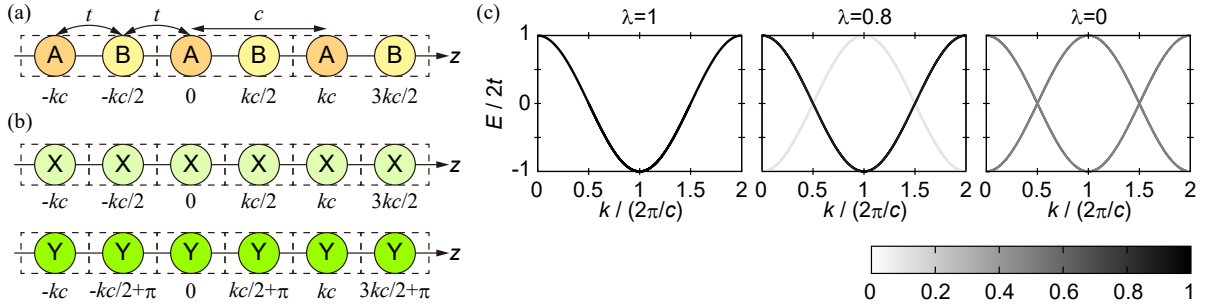 (a)
t t c
A B A B A B z
-kc -kc/2 0 kc/2 kc 3kc/2
(b)
X X X X X X z
-kc -kc/2 0 kc/2 kc 3kc/2
Y Y Y Y Y Y z
-kc -kc/2+π 0 kc/2+π kc 3kc/2+π
(c)
λ=1 λ=0.8 λ=0
1
0
-1
E / 2t
0 0.5 1 1.5 2 0 0.5 1 1.5 2 0 0.5 1 1.5 2
k / (2π/c) k / (2π/c) k / (2π/c)
0 0.2 0.4 0.6 0.8 1